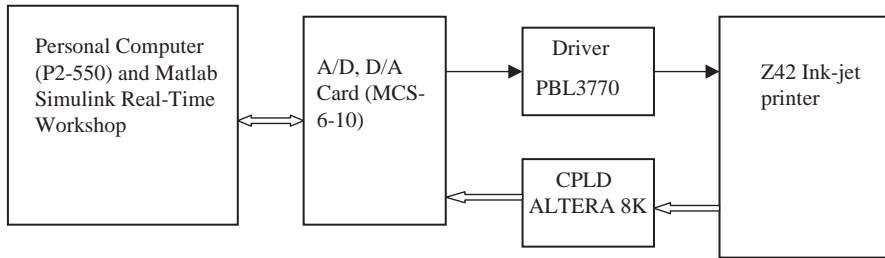 Personal Computer
(P2-550) and Matlab
Simulink Real-Time
Workshop
A/D, D/A
Card (MCS-
6-10)
Driver
PBL3770
CPLD
ALTERA 8K
Z42 Ink-jet
printer